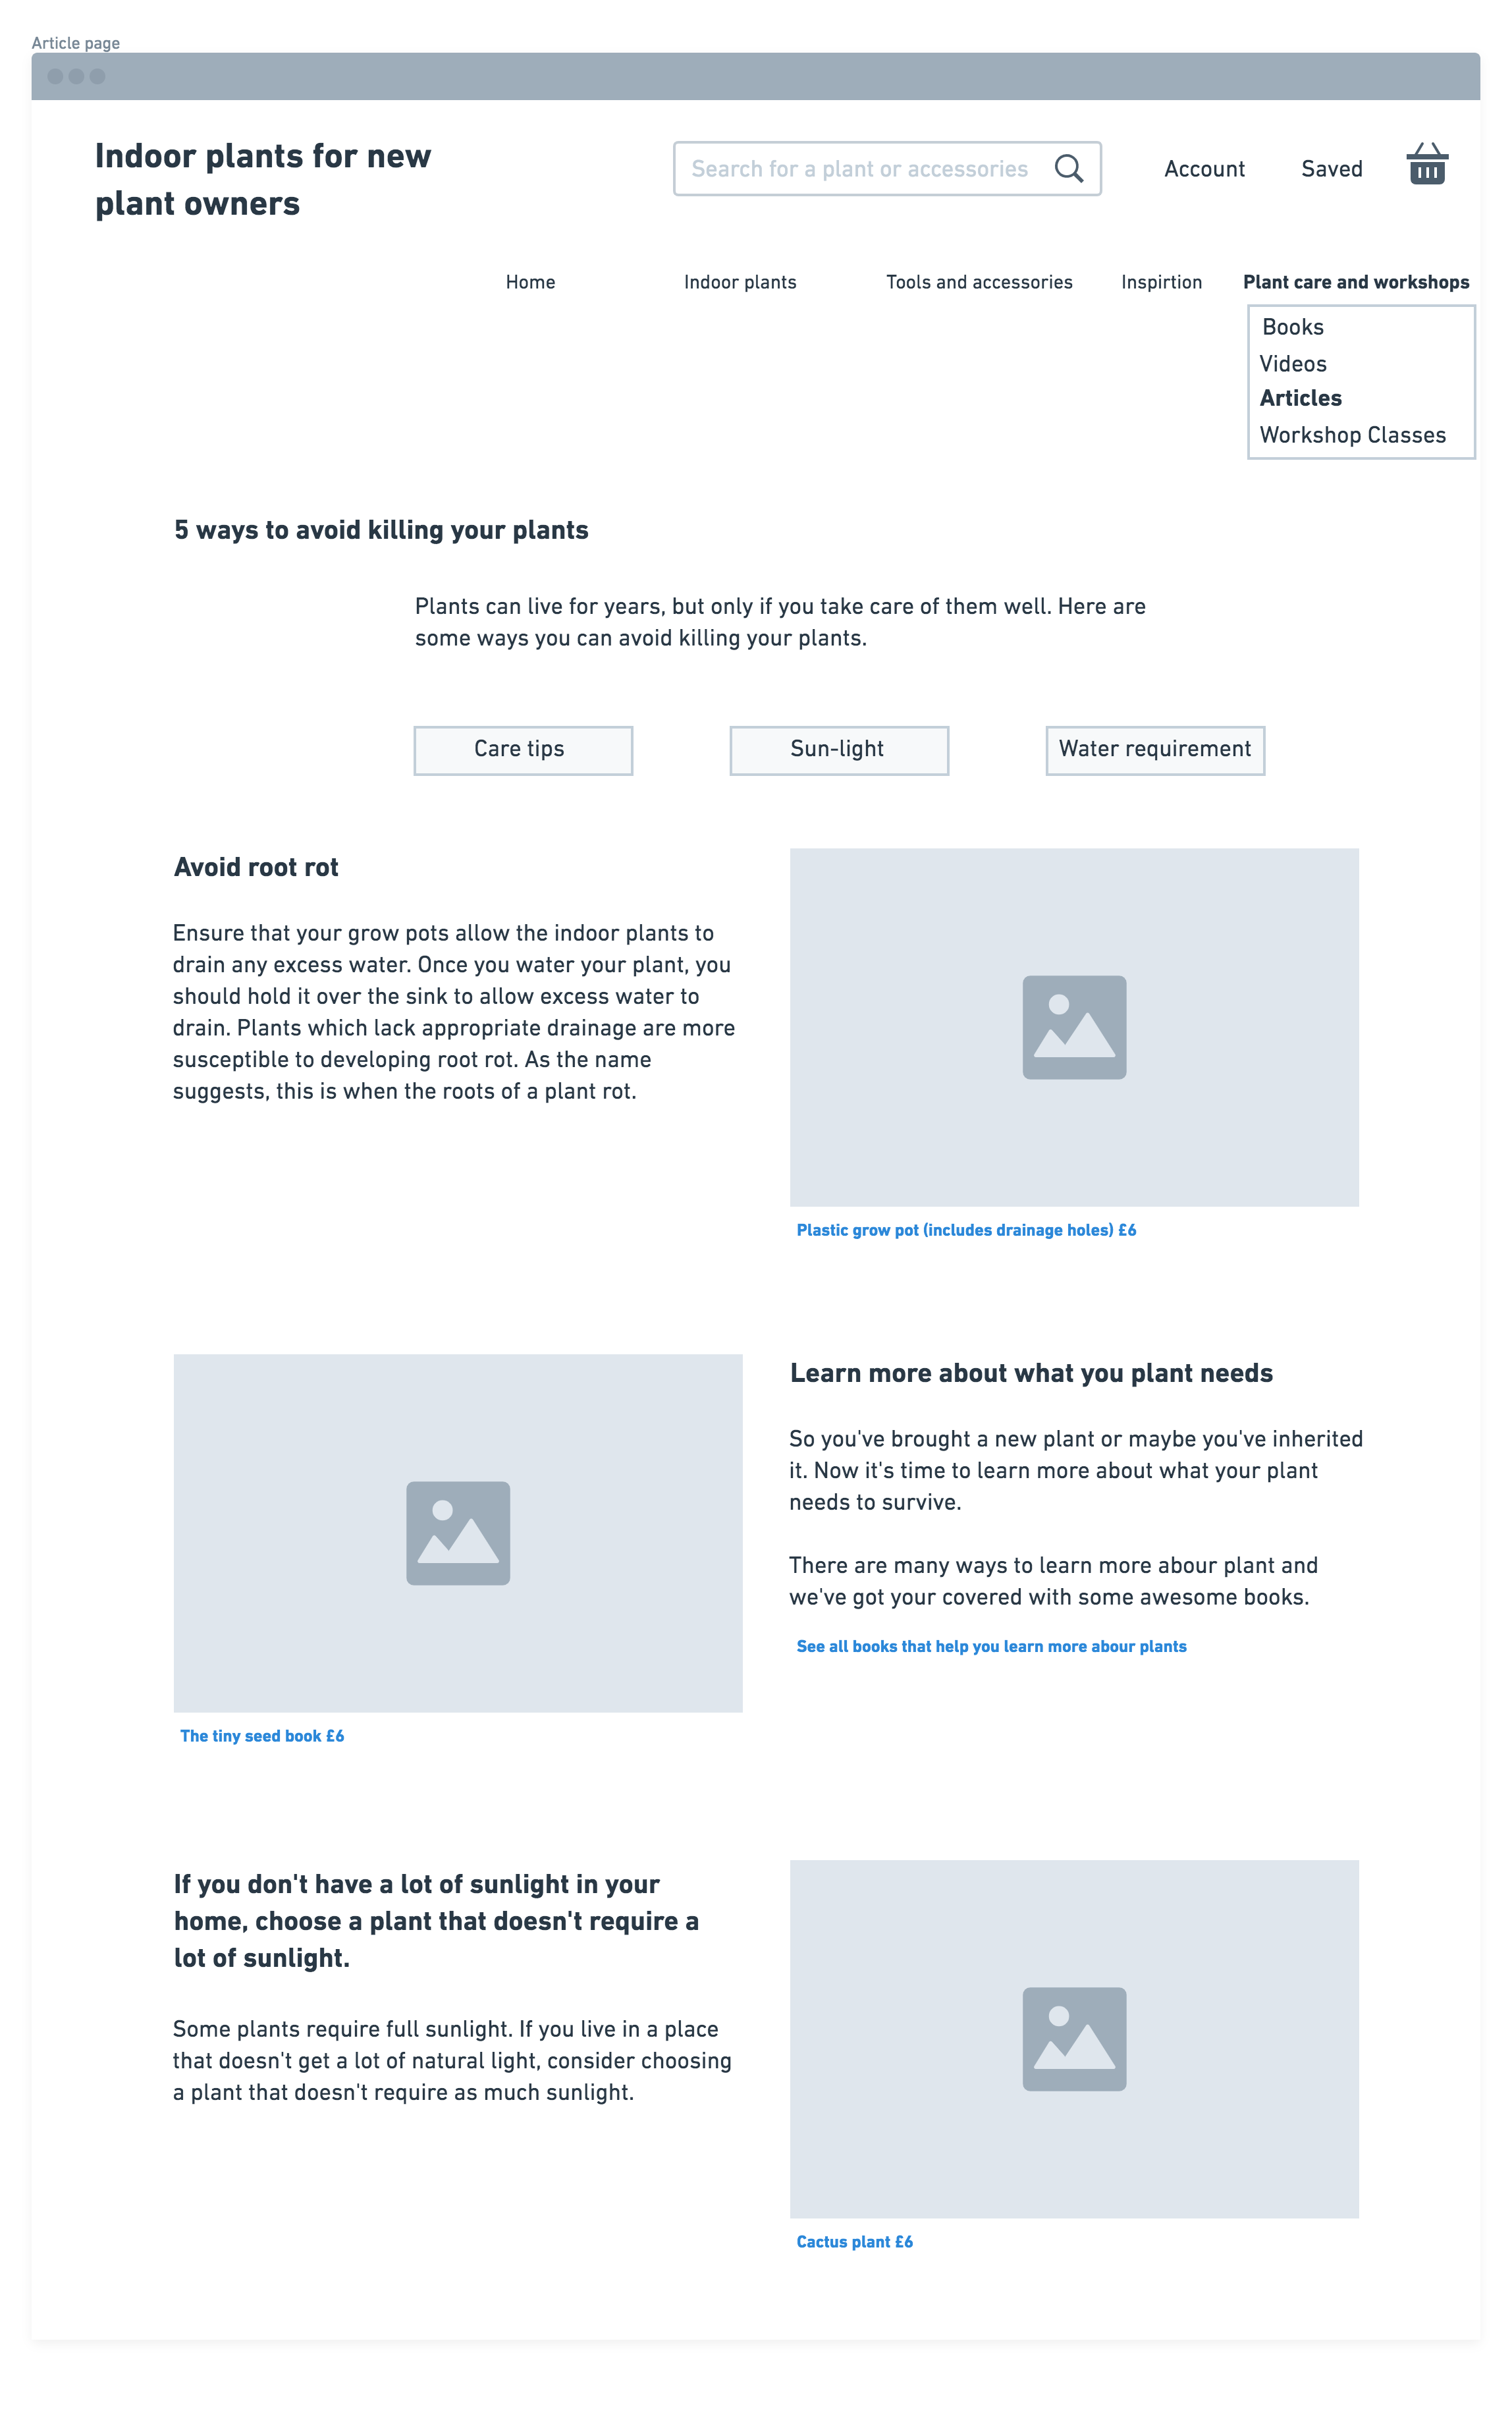 Article page
Indoor plants for new
plant owners
Search for a plant or accessories
Account
Saved
Home
Indoor plants
Tools and accessories
Inspirtion
Plant care and workshops
Books
Videos
Articles
Workshop Classes
5 ways to avoid killing your plants
Plants can live for years, but only if you take care of them well. Here are
some ways you can avoid killing your plants.
Care tips
Sun-light
Water requirement
Avoid root rot
Ensure that your grow pots allow the indoor plants to
drain any excess water. Once you water your plant, you
should hold it over the sink to allow excess water to
drain. Plants which lack appropriate drainage are more
susceptible to developing root rot. As the name
suggests, this is when the roots of a plant rot.
Plastic grow pot (includes drainage holes) £6
Learn more about what you plant needs
So you've brought a new plant or maybe you've inherited
it. Now it's time to learn more about what your plant
needs to survive.
There are many ways to learn more abour plant and
we've got your covered with some awesome books.
See all books that help you learn more abour plants
The tiny seed book £6
If you don't have a lot of sunlight in your
home, choose a plant that doesn't require a
lot of sunlight.
Some plants require full sunlight. If you live in a place
that doesn't get a lot of natural light, consider choosing
a plant that doesn't require as much sunlight.
Cactus plant £6